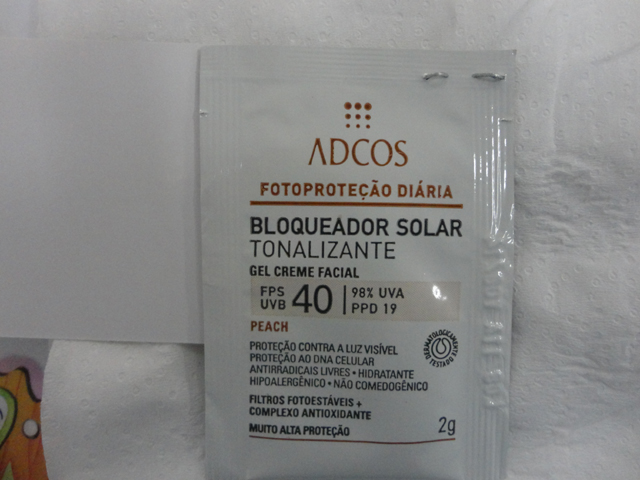 ADCOS
FOTOPROTEÇÃO DIÁRIA
BLOQUEADOR SOLAR
TONALIZANTE
GEL CREME FACIAL
FPS UVB 40 98% UVA PPD 19
PEACH
PROTEÇÃO CONTRA A LUZ VISÍVEL
PROTEÇÃO AO DNA CELULAR
ANTIRRADICAIS LIVRES • HIDRATANTE
HIPOALERGÊNICO • NÃO COMEDOGÊNICO
DERMATOLOGICAMENTE TESTADO
FILTROS FOTOESTÁVEIS +
COMPLEXO ANTIOXIDANTE
MUITO ALTA PROTEÇÃO
2g